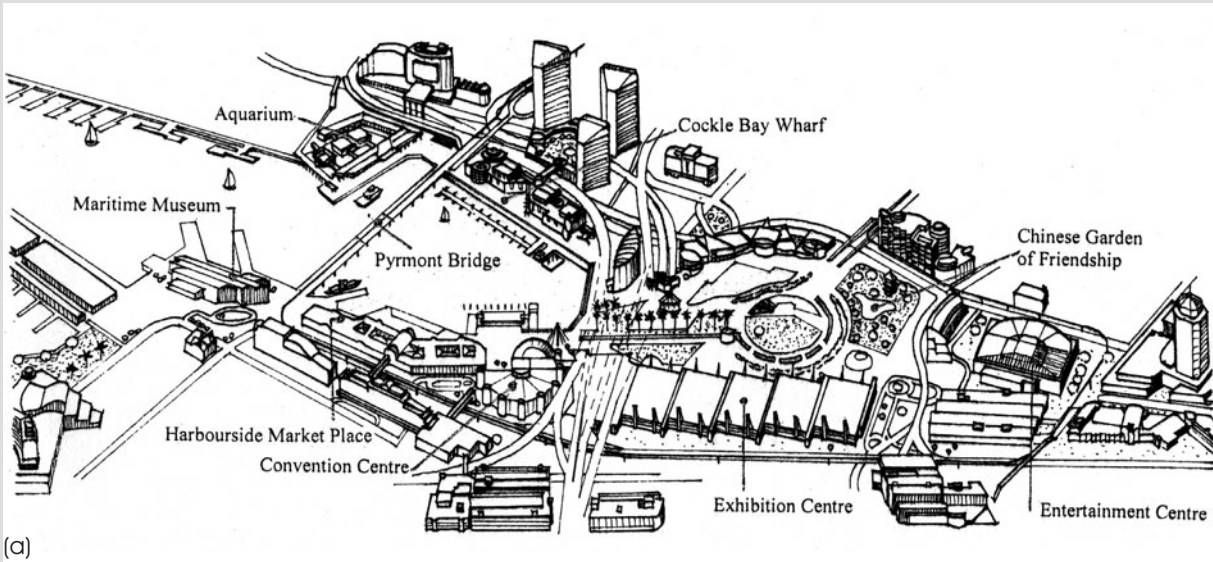 Aquarium
Cockle Bay Wharf
Maritime Museum
Chinese Garden
of Friendship
Pyrmont Bridge
Harbourside Market Place
Convention Centre
Exhibition Centre
Entertainment Centre
(a)